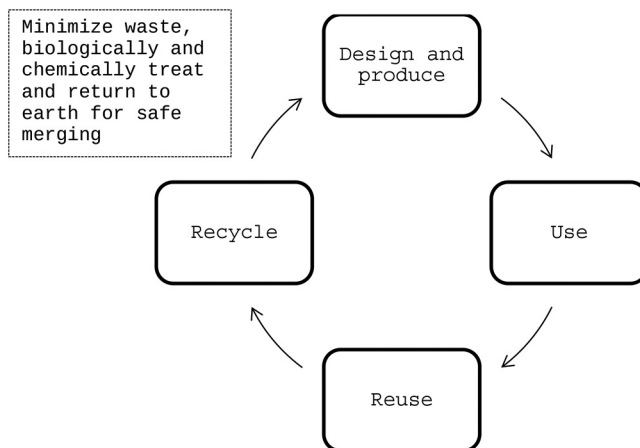 Minimize waste,
biologically and
chemically treat
and return to
earth for safe
merging
Design and
produce
Use
Reuse
Recycle